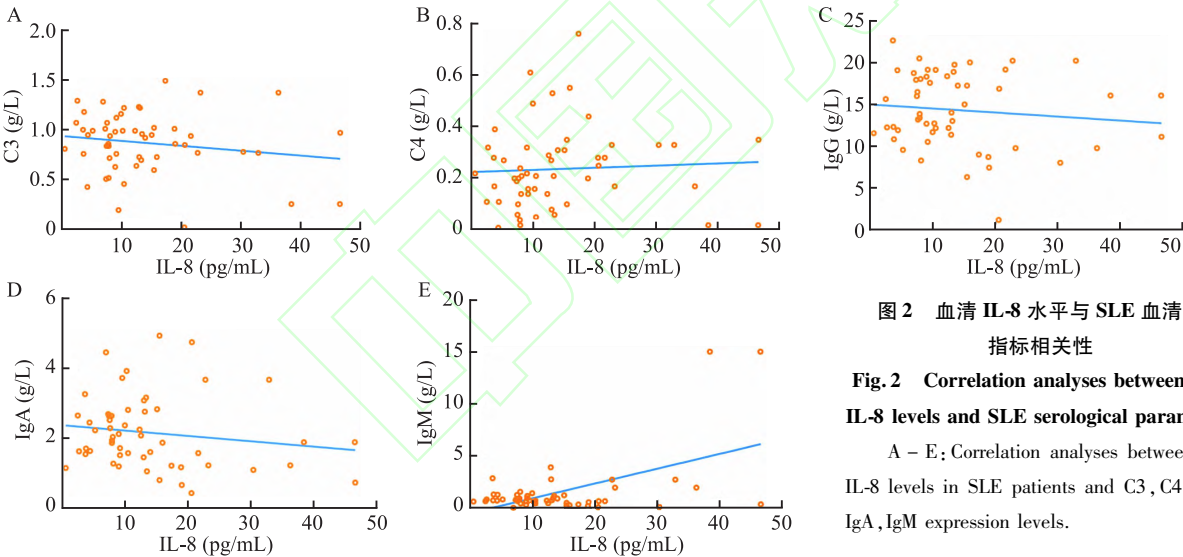 A
2.0
1.5
1.0
0.5
0
C3 (g/L)
10 20 30 40 50
IL-8 (pg/mL)
B
0.8
0.6
0.4
0.2
0
C4 (g/L)
10 20 30 40 50
IL-8 (pg/mL)
C
25
20
15
10
5
0
IgG (g/L)
10 20 30 40 50
IL-8 (pg/mL)
D
6
4
2
0
IgA (g/L)
10 20 30 40 50
IL-8 (pg/mL)
E
20
15
10
5
0
IgM (g/L)
10 20 30 40 50
IL-8 (pg/mL)
图 2 血清 IL-8 水平与 SLE 血清
指标相关性
Fig. 2 Correlation analyses between
IL-8 levels and SLE serological param
A – E: Correlation analyses betwee
IL-8 levels in SLE patients and C3, C4
IgA, IgM expression levels.